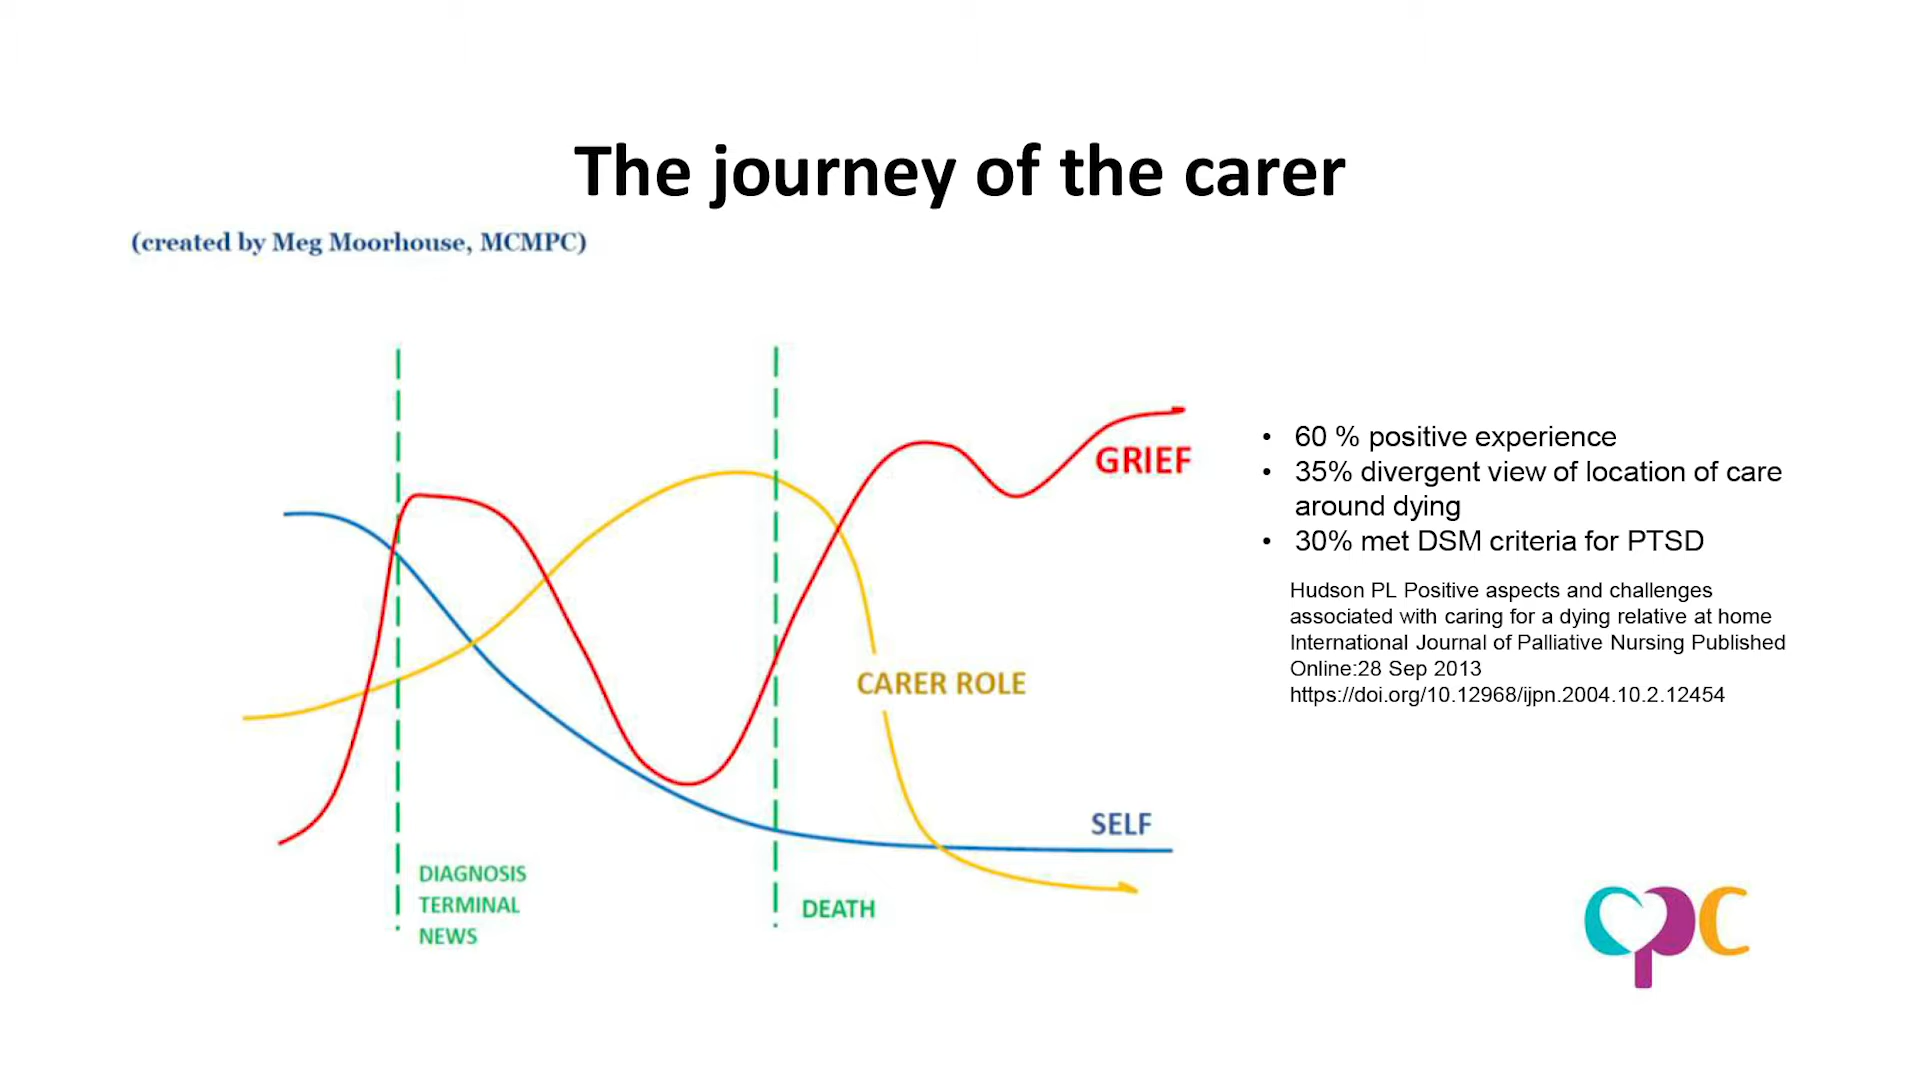 The journey of the carer
(created by Meg Moorhouse, MCMPC)
• 60 % positive experience
• 35% divergent view of location of care
around dying
• 30% met DSM criteria for PTSD
Hudson PL Positive aspects and challenges
associated with caring for a dying relative at home
International Journal of Palliative Nursing Published
Online:28 Sep 2013
https://doi.org/10.12968/ijpn.2004.10.2.12454
GRIEF
CARER ROLE
SELF
DIAGNOSIS
TERMINAL
NEWS
DEATH
cpc